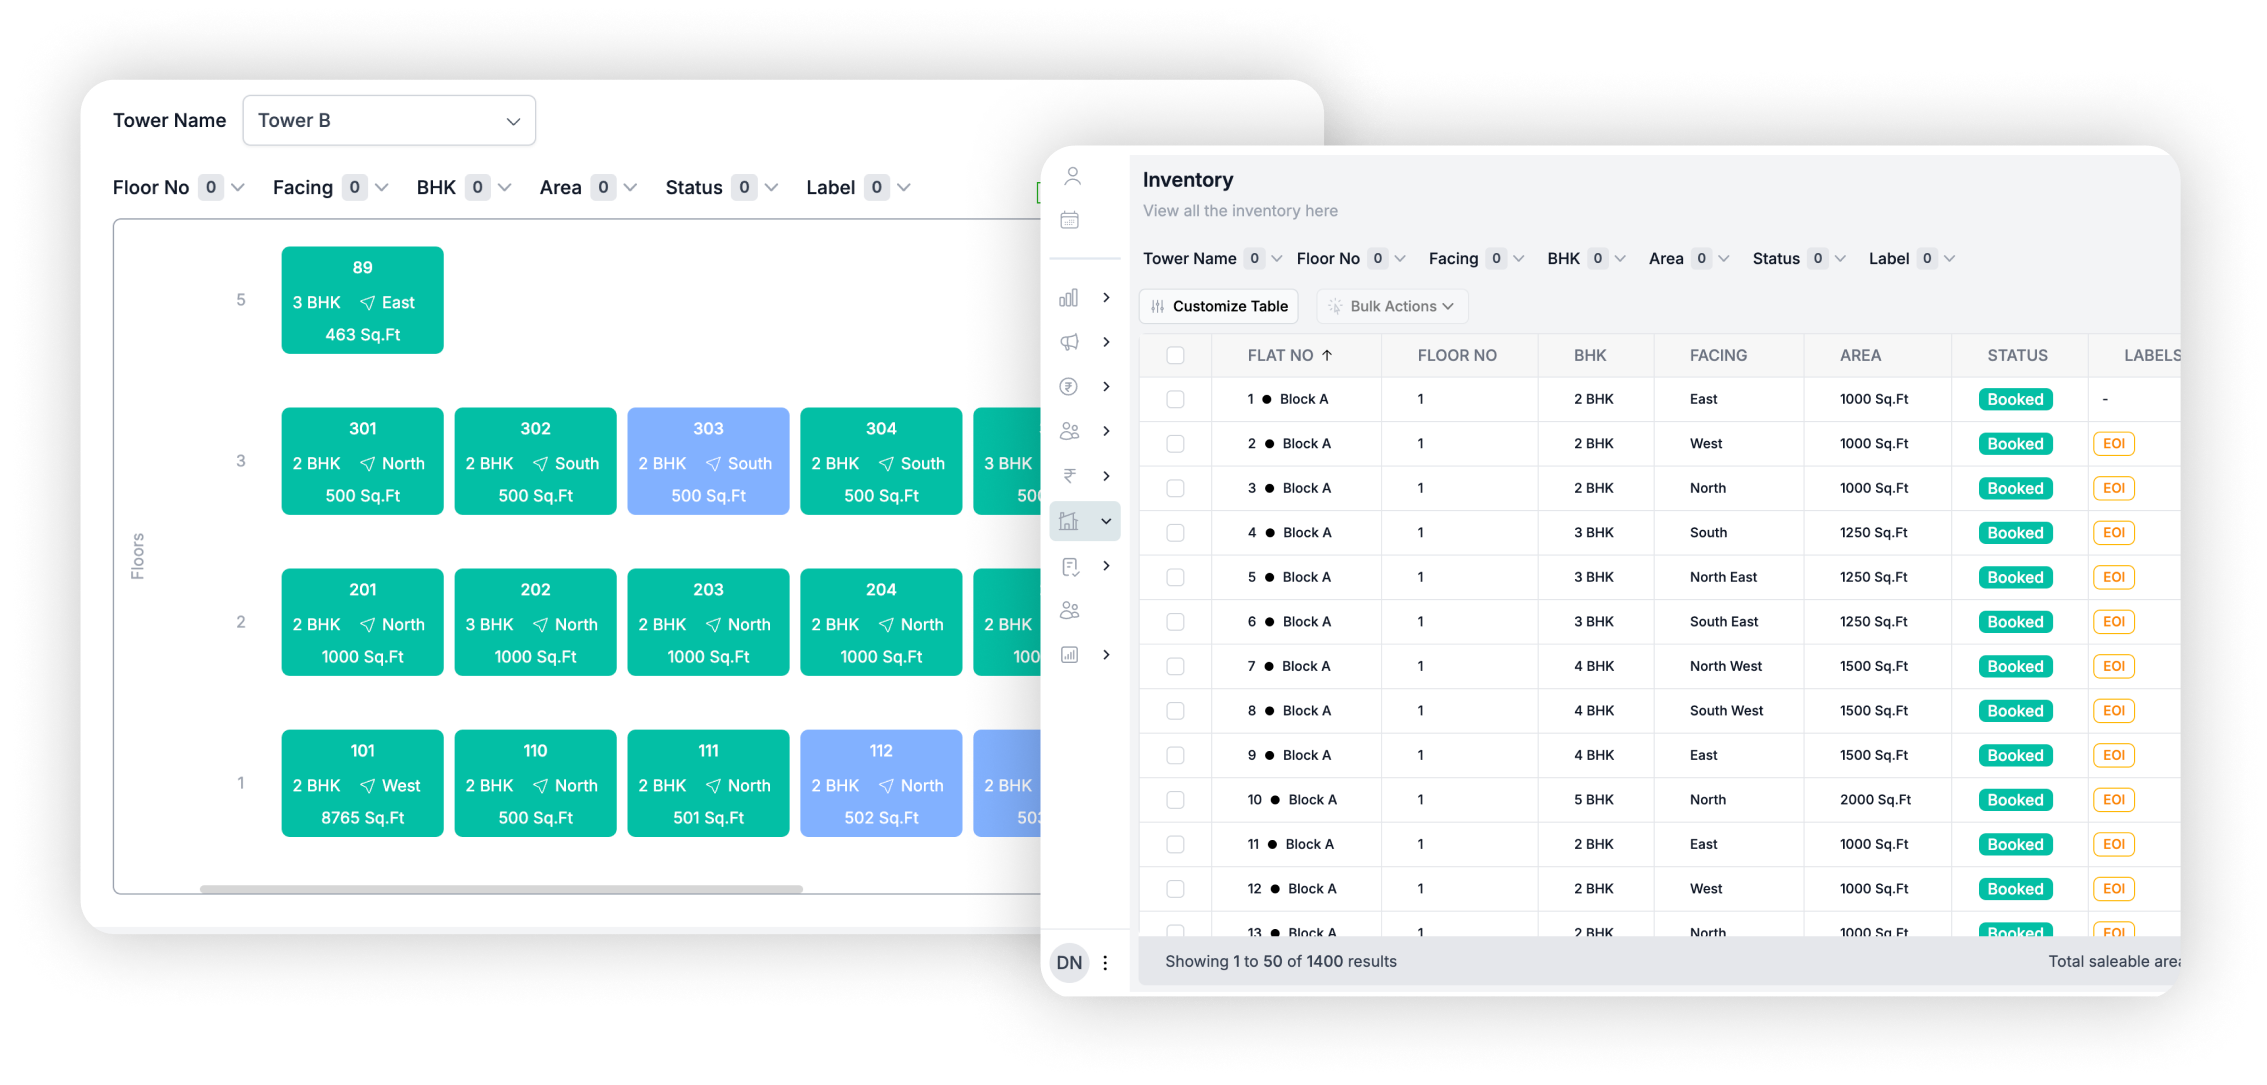 Tower Name Tower B
Floor No 0 Facing 0 BHK 0 Area 0 Status 0 Label 0
Floors
5
89
3 BHK East
463 Sq.Ft
3
301 302 303 304
2 BHK North 2 BHK South 2 BHK South 2 BHK South 3 BHK
500 Sq.Ft 500 Sq.Ft 500 Sq.Ft 500 Sq.Ft
2
201 202 203 204
2 BHK North 3 BHK North 2 BHK North 2 BHK North 2 BHK
1000 Sq.Ft 1000 Sq.Ft 1000 Sq.Ft 1000 Sq.Ft
1
101 110 111 112
2 BHK West 2 BHK North 2 BHK North 2 BHK North 2 BHK
8765 Sq.Ft 500 Sq.Ft 501 Sq.Ft 502 Sq.Ft
Inventory
View all the inventory here
Tower Name 0 Floor No 0 Facing 0 BHK 0 Area 0 Status 0 Label 0
Customize Table Bulk Actions
FLAT NO ↑ FLOOR NO BHK FACING AREA STATUS LABELS
1 ● Block A 1 2 BHK East 1000 Sq.Ft Booked -
2 ● Block A 1 2 BHK West 1000 Sq.Ft Booked EOI
3 ● Block A 1 2 BHK North 1000 Sq.Ft Booked EOI
4 ● Block A 1 3 BHK South 1250 Sq.Ft Booked EOI
5 ● Block A 1 3 BHK North East 1250 Sq.Ft Booked EOI
6 ● Block A 1 3 BHK South East 1250 Sq.Ft Booked EOI
7 ● Block A 1 4 BHK North West 1500 Sq.Ft Booked EOI
8 ● Block A 1 4 BHK South West 1500 Sq.Ft Booked EOI
9 ● Block A 1 4 BHK East 1500 Sq.Ft Booked EOI
10 ● Block A 1 5 BHK North 2000 Sq.Ft Booked EOI
11 ● Block A 1 2 BHK East 1000 Sq.Ft Booked EOI
12 ● Block A 1 2 BHK West 1000 Sq.Ft Booked EOI
13 ● Block A 1 2 BHK North 1000 Sq.Ft Booked EOI
DN
Showing 1 to 50 of 1400 results Total saleable area